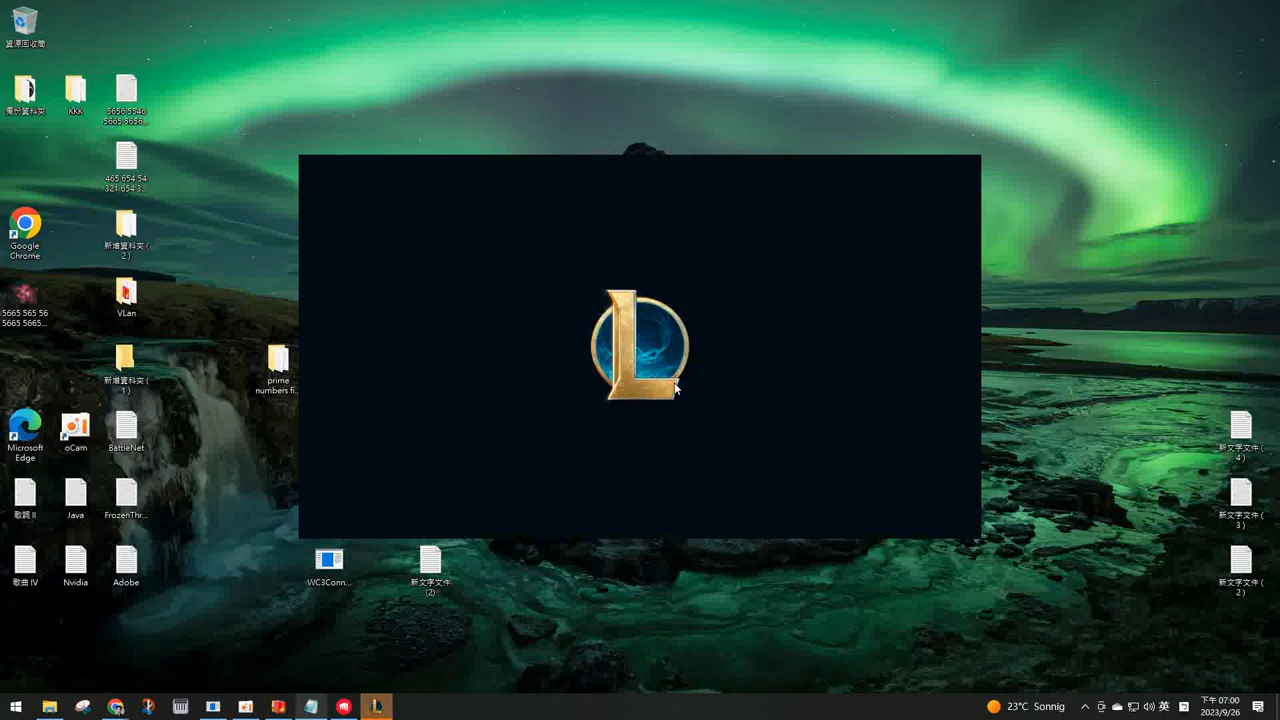 資源回收筒
備份資料夾
KKK
5656 5546
5665 5656...
465 654 54
321 654 3...
Google
Chrome
新增資料夾 (
2 )
5665 565 56
5665 5665...
VLan
新增資料夾 (
1 )
prime
numbers fi...
Microsoft
Edge
oCam
BattleNet
歌詞 II
Java
FrozenThr...
歌曲 IV
Nvidia
Adobe
WC3Conn...
新文字文件
(2)
新文字文件 (
4 )
新文字文件 (
3 )
新文字文件 (
2 )
23°C Sonnig
英
下午 07:00
2023/9/26